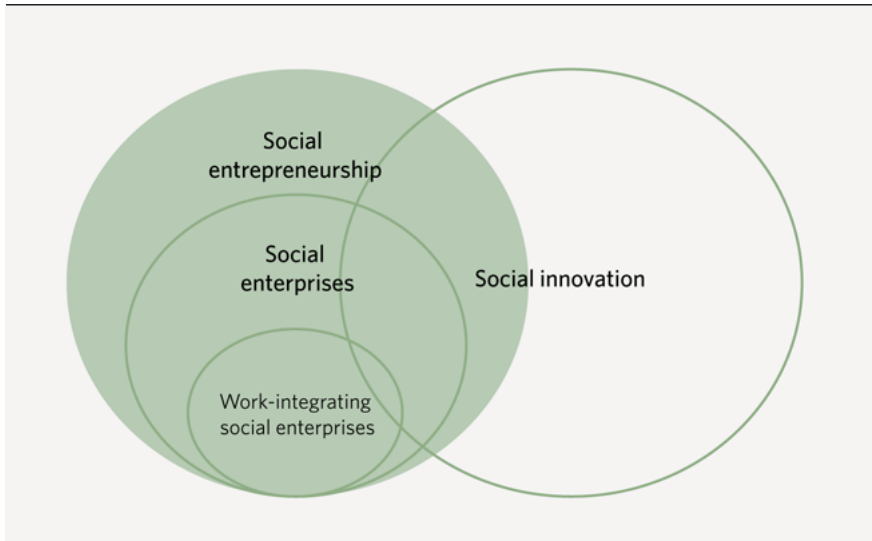 Social
entrepreneurship
Social
enterprises
Social innovation
Work-integrating
social enterprises